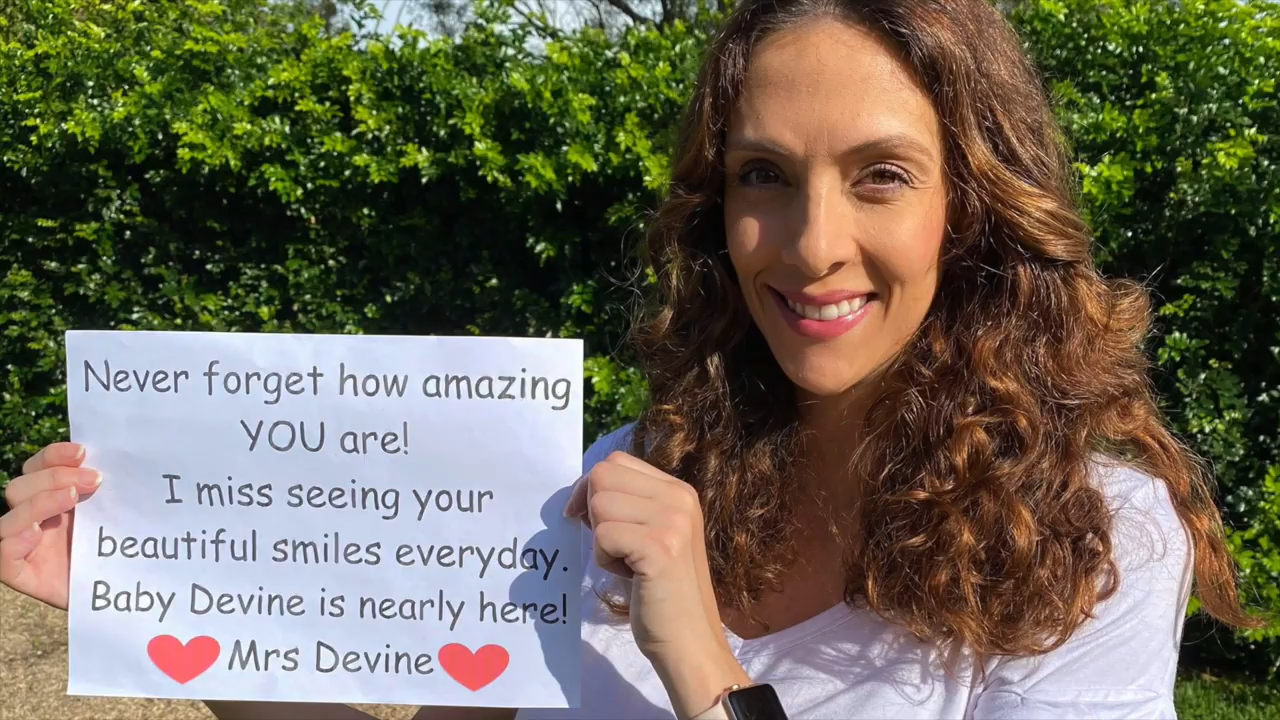 Never forget how amazing
YOU are!
I miss seeing your
beautiful smiles everyday.
Baby Devine is nearly here!
Mrs Devine